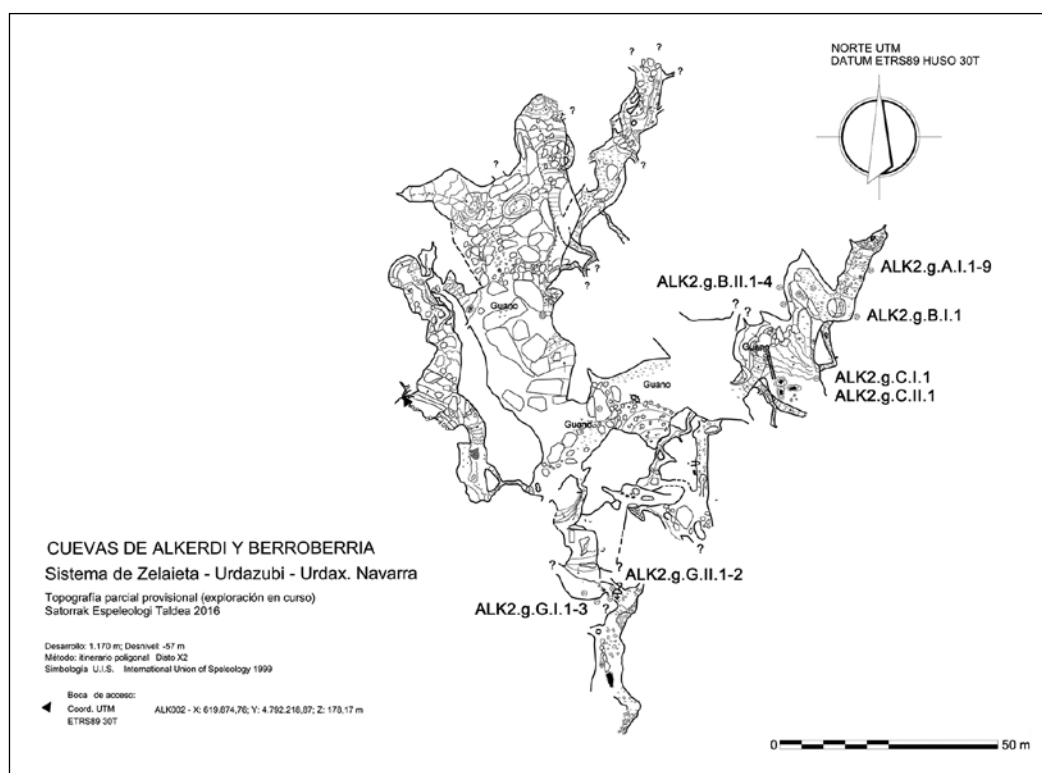 NORTE UTM
DATUM ETRS89 HUSO 30T
?
?
?
?
?
?
?
?
?
ALK2.g.A.I.1-9
ALK2.g.B.II.1-4
Guano
?
?
ALK2.g.B.I.1
Guano
ALK2.g.C.I.1
ALK2.g.C.II.1
Guano
Guano
?
CUEVAS DE ALKERDI Y BERROBERRIA
Sistema de Zelaieta - Urdazubi - Urdax. Navarra
Topografía parcial provisional (exploración en curso)
Satorrak Espeleologi Taldea 2016
?
?
ALK2.g.G.II.1-2
ALK2.g.G.I.1-3
?
Desarrollo: 1.170 m; Desnivel: -57 m
Método: itinerario poligonal Disto X2
Simbología U.I.S. International Union of Speleology 1999
Boca de acceso:
Coord. UTM ALK002 - X: 619.874,76; Y: 4.792.218,87; Z: 178,17 m
ETRS89 30T
0 50 m